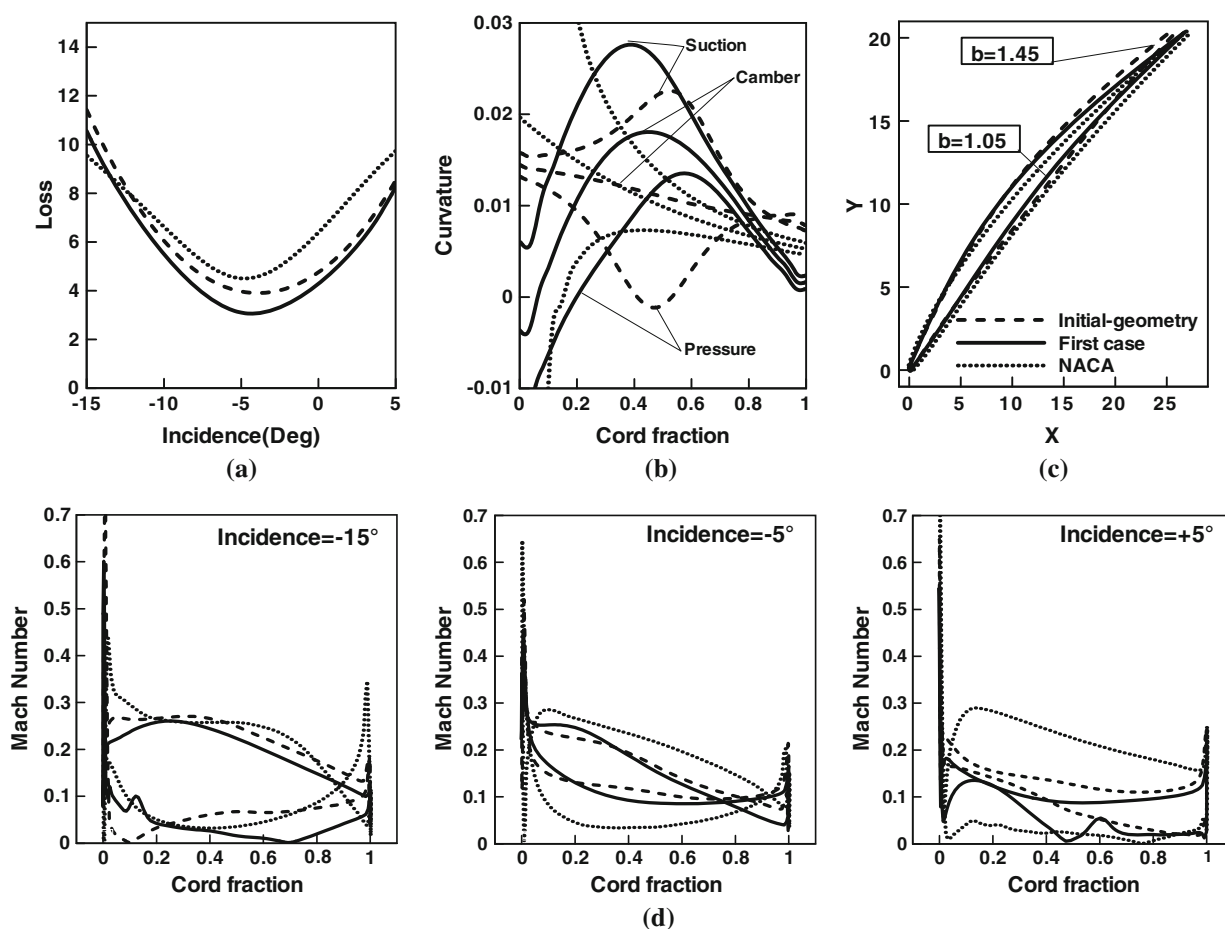 14
12
10
8
6
4
2
0
Loss
-15
-10
-5
0
5
Incidence(Deg)
(a)
0.03
0.02
0.01
0
-0.01
Curvature
Suction
Camber
Pressure
0
0.2
0.4
0.6
0.8
1
Cord fraction
(b)
20
15
10
5
0
Y
b=1.45
b=1.05
Initial-geometry
First case
NACA
0
5
10
15
20
25
X
(c)
0.7
0.6
0.5
0.4
0.3
0.2
0.1
0
Mach Number
Incidence=-15°
0
0.2
0.4
0.6
0.8
1
Cord fraction
0.7
0.6
0.5
0.4
0.3
0.2
0.1
0
Mach Number
Incidence=-5°
0
0.2
0.4
0.6
0.8
1
Cord fraction
0.7
0.6
0.5
0.4
0.3
0.2
0.1
0
Mach Number
Incidence=+5°
0
0.2
0.4
0.6
0.8
1
Cord fraction
(d)